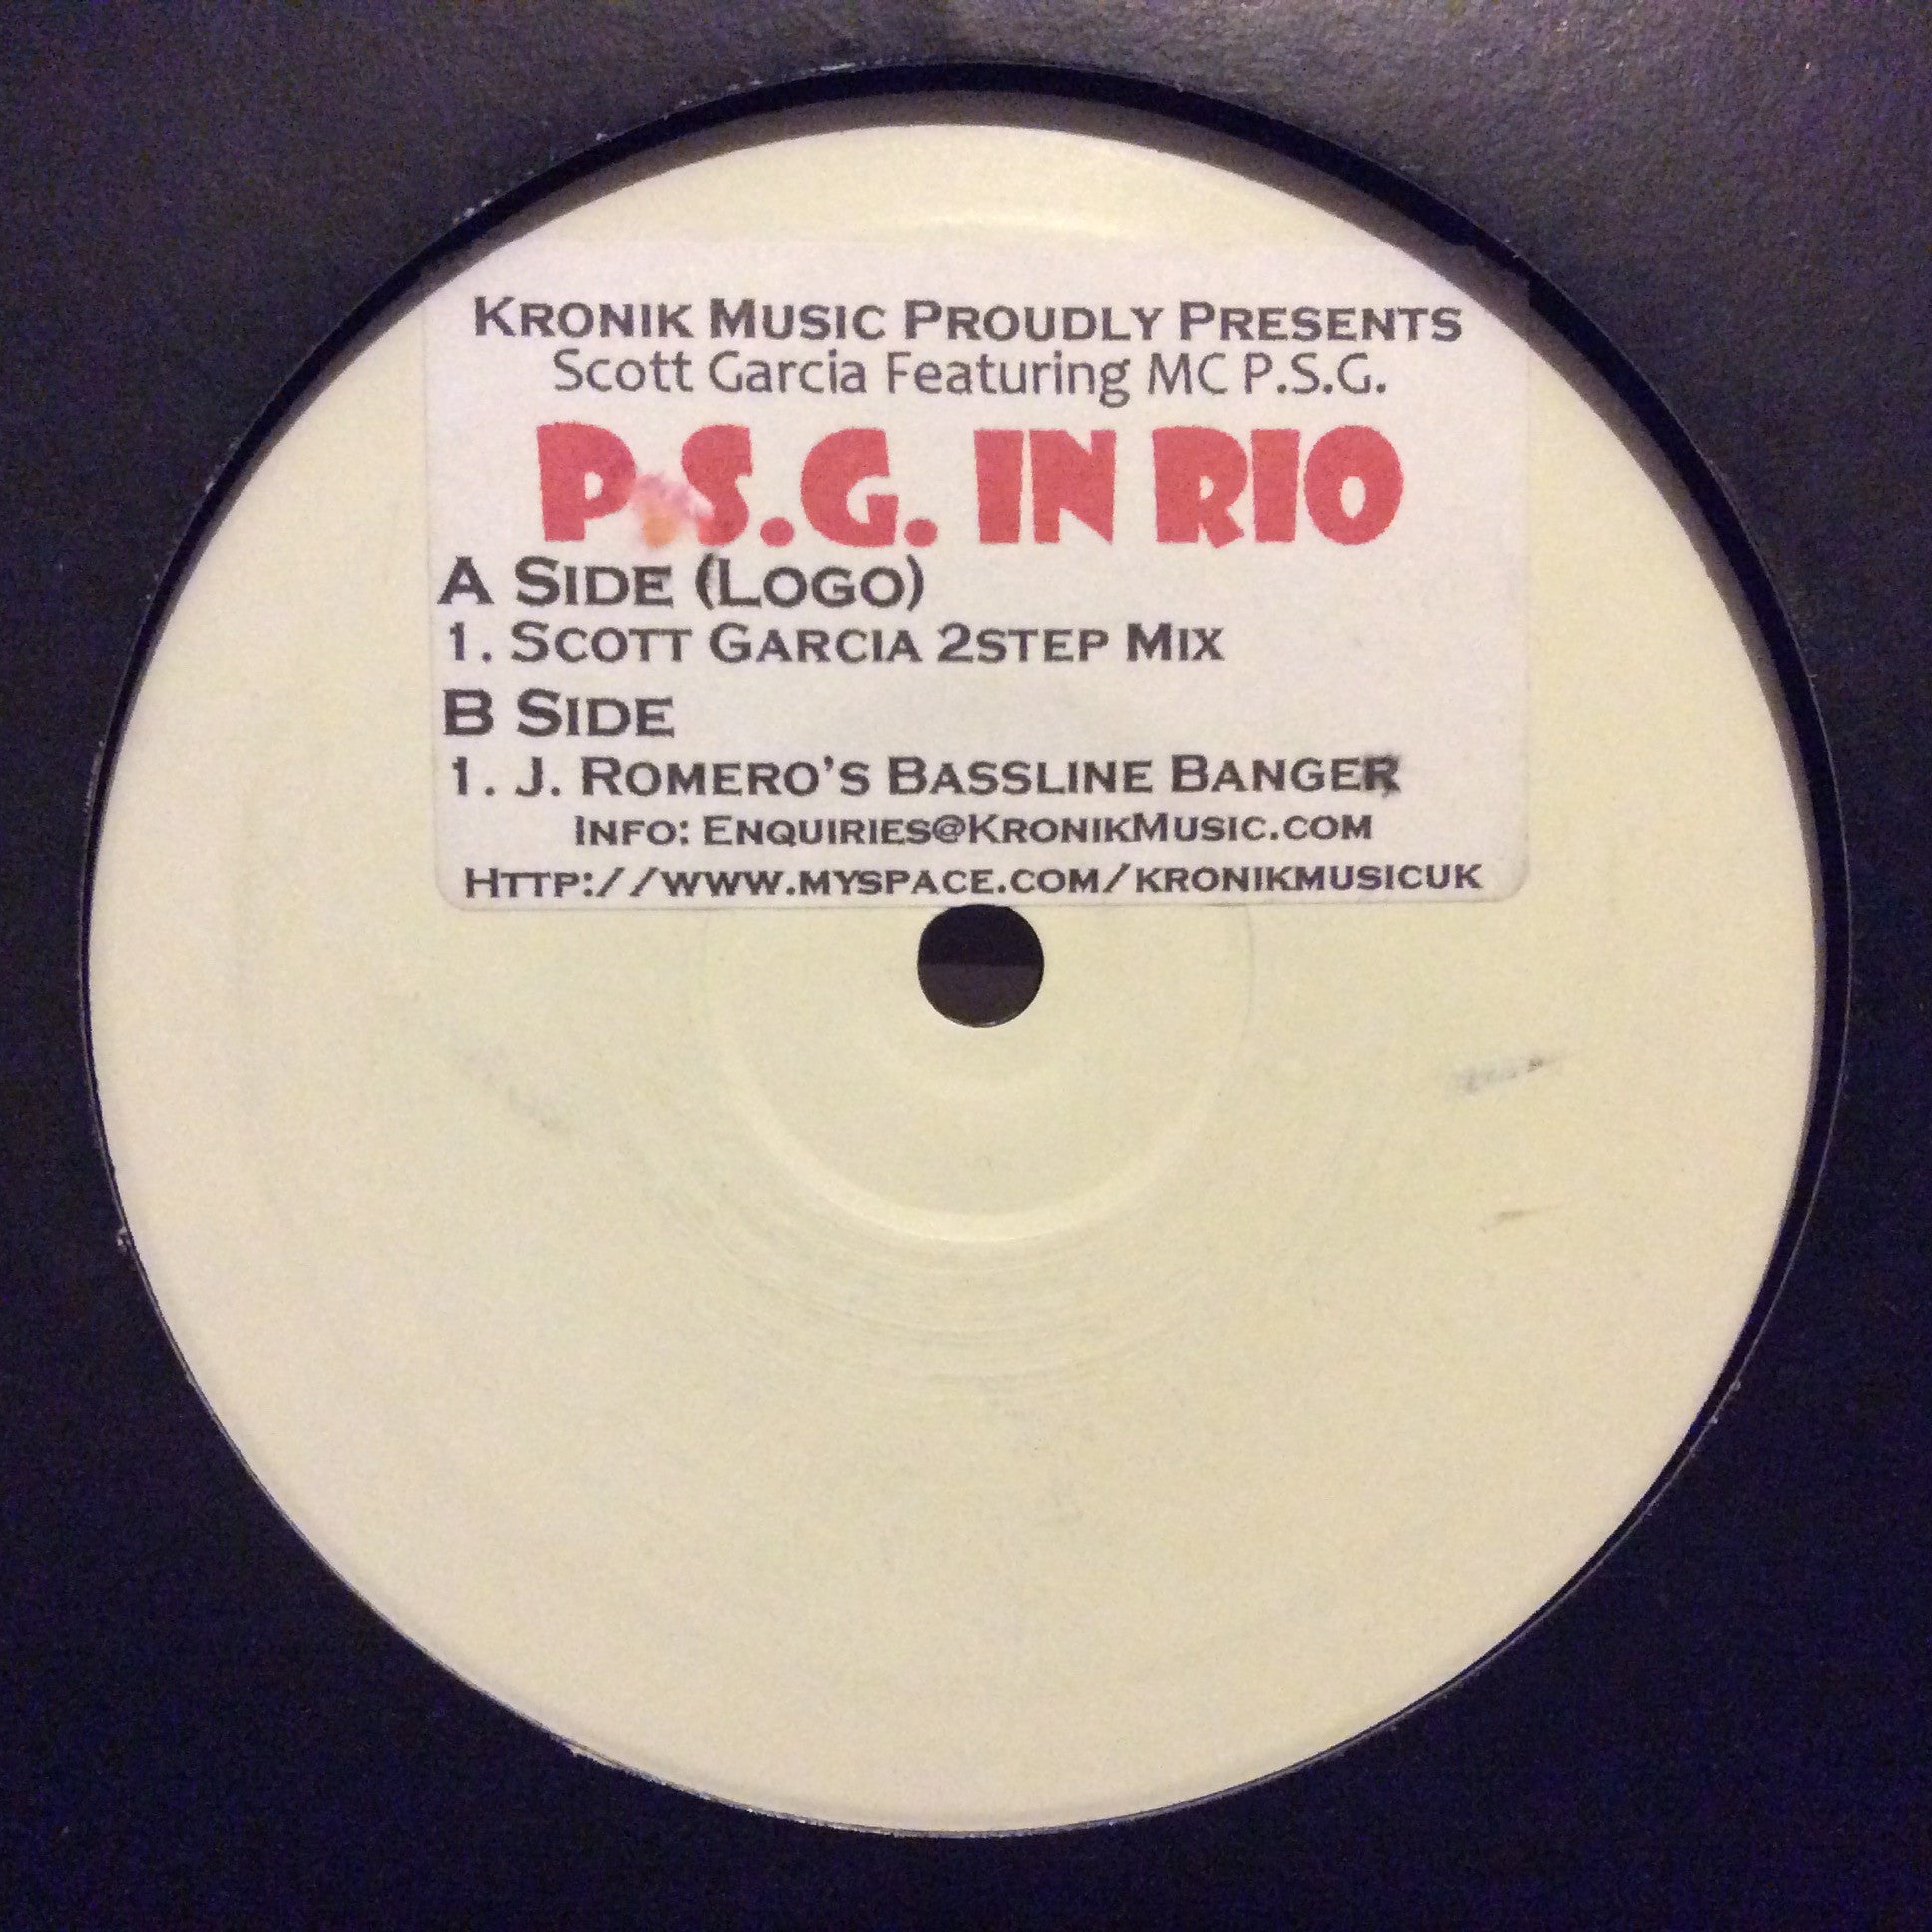 Kronik Music Proudly Presents
Scott Garcia Featuring MC P.S.G.
P.S.G. IN RIO
A Side (Logo)
1. Scott Garcia 2step Mix
B Side
1. J. Romero's Bassline Banger
Info: Enquiries@KronikMusic.com
Http://www.myspace.com/kronikmusicuk